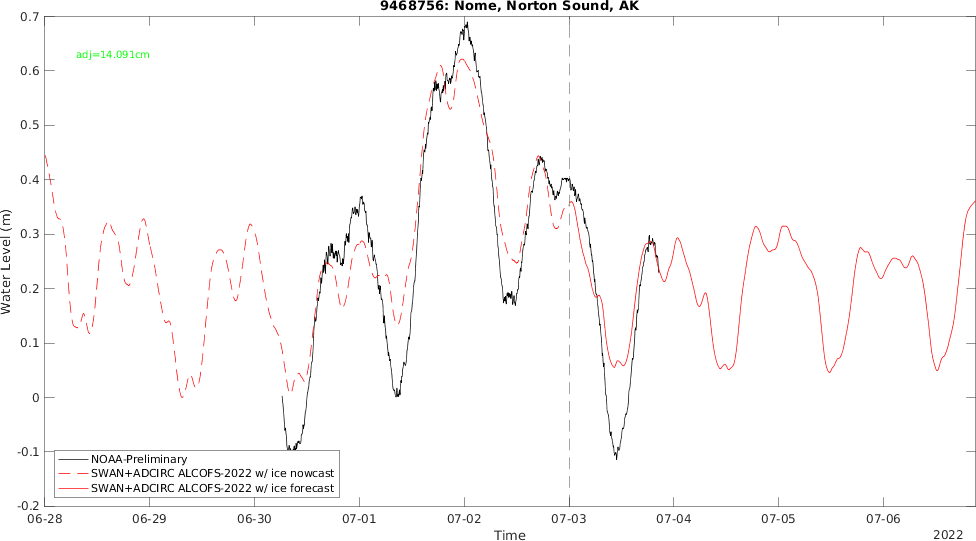 9468756: Nome, Norton Sound, AK
adj=14.091cm
0.7
0.6
0.5
0.4
0.3
0.2
0.1
0
-0.1
-0.2
Water Level (m)
NOAA-Preliminary
SWAN+ADCIRC ALCOFS-2022 w/ ice nowcast
SWAN+ADCIRC ALCOFS-2022 w/ ice forecast
06-28 06-29 06-30 07-01 07-02 07-03 07-04 07-05 07-06
Time
2022